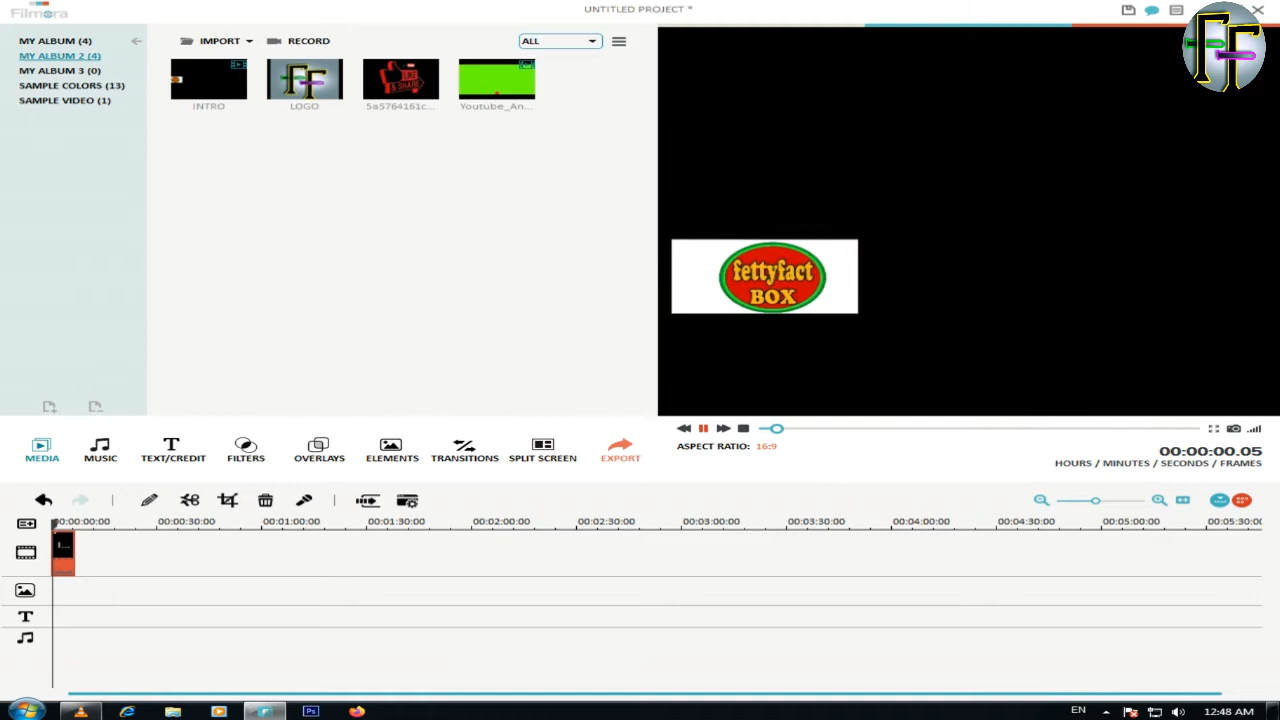 Filmora
UNTITLED PROJECT *
MY ALBUM (4)
MY ALBUM 2 (4)
MY ALBUM 3 (0)
SAMPLE COLORS (13)
SAMPLE VIDEO (1)
IMPORT
RECORD
ALL
INTRO
LOGO
LIKE
& SHARE
5a5764161c...
Youtube_An...
fettyfact
BOX
ASPECT RATIO: 16:9
00:00:00.05
HOURS / MINUTES / SECONDS / FRAMES
MEDIA
MUSIC
TEXT/CREDIT
FILTERS
OVERLAYS
ELEMENTS
TRANSITIONS
SPLIT SCREEN
EXPORT
00:00:00:00 00:00:30:00 00:01:00:00 00:01:30:00 00:02:00:00 00:02:30:00 00:03:00:00 00:03:30:00 00:04:00:00 00:04:30:00 00:05:00:00 00:05:30:00
I...
T
Ps
EN
12:48 AM